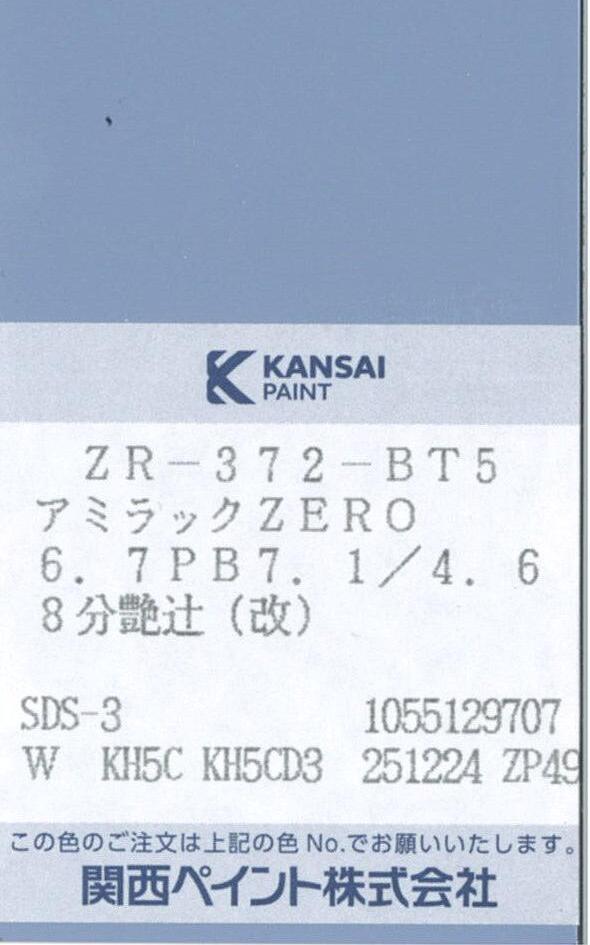 KANSAI
PAINT
ZR-372-BT5
アミラックZERO
6.7PB7.1/4.6
8分艶辻(改)
SDS-3 1055129707
W KH5C KH5CD3 251224 ZP49
この色のご注文は上記の色No.でお願いいたします。
関西ペイント株式会社